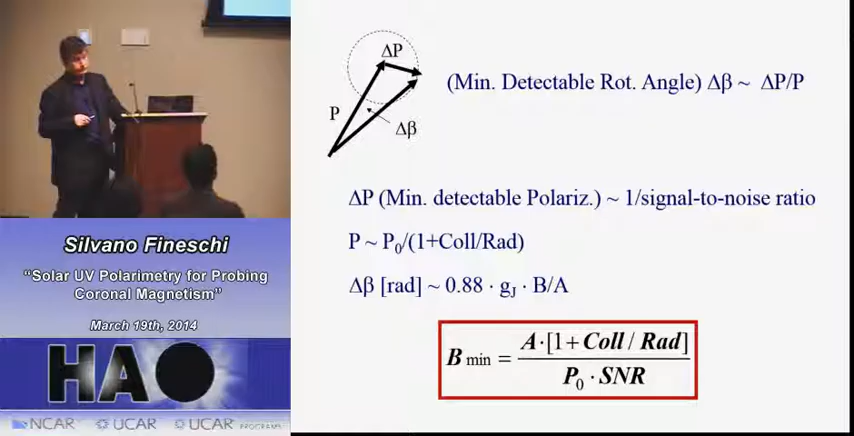 ΔP
P
Δβ
(Min. Detectable Rot. Angle) Δβ ~ ΔP/P
ΔP (Min. detectable Polariz.) ~ 1/signal-to-noise ratio
P ~ P₀/(1+Coll/Rad)
Δβ [rad] ~ 0.88 · g_J · B/A
B_min = A·[1+Coll / Rad] / P₀ · SNR
Silvano Fineschi
“Solar UV Polarimetry for Probing
Coronal Magnetism”
March 19th, 2014
HAO
NCAR UCAR UCAR PROGRAMS